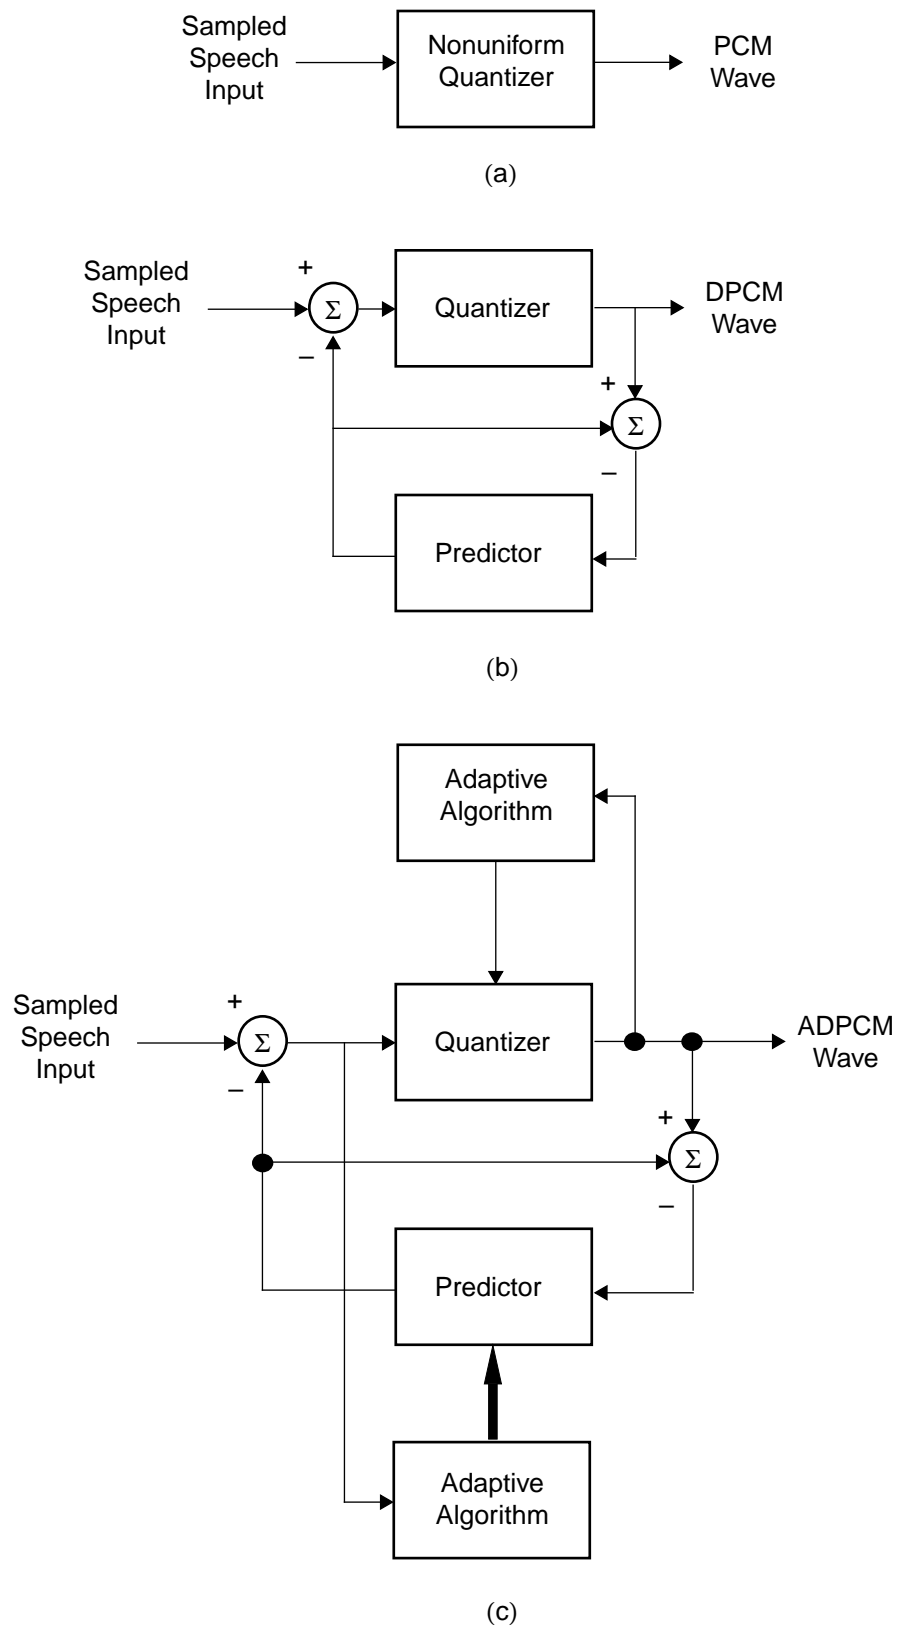 Sampled
Speech
Input
Nonuniform
Quantizer
PCM
Wave
(a)
Sampled
Speech
Input
+
Σ
−
Quantizer
DPCM
Wave
+
Σ
−
Predictor
(b)
Adaptive
Algorithm
Sampled
Speech
Input
+
Σ
−
Quantizer
ADPCM
Wave
+
Σ
−
Predictor
Adaptive
Algorithm
(c)